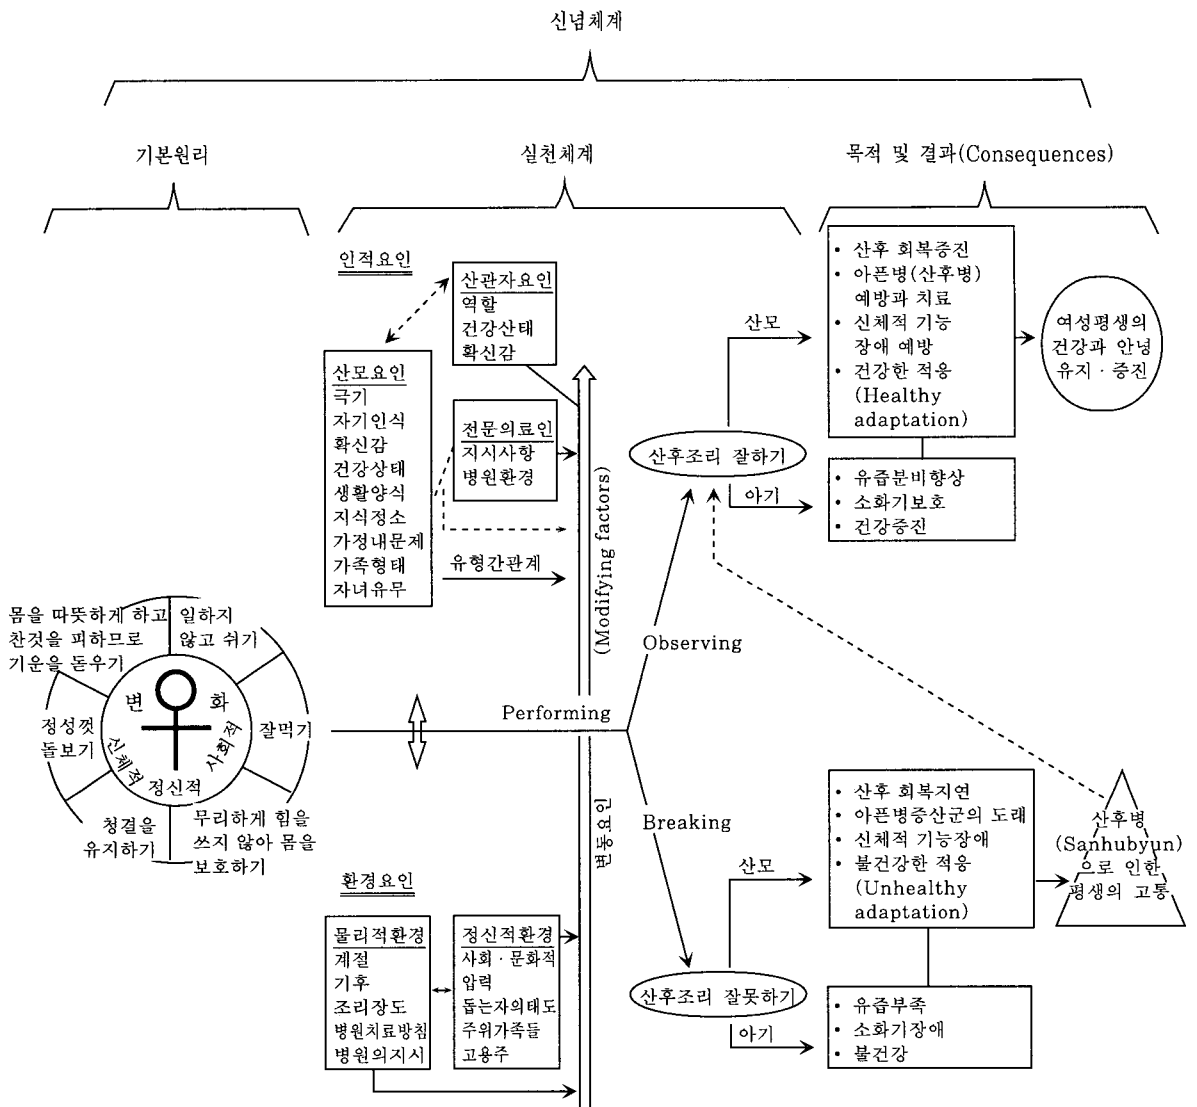 신념체계
기본원리
실천체계
목적 및 결과(Consequences)
인적요인
산관자요인
역할
건강산태
확신감
산모요인
극기
자기인식
확신감
건강상태
생활양식
지식정소
가정내문제
가족형태
자녀유무
전문의료인
지시사항
병원환경
유형간관계
(Modifying factors)
변동요인
몸을 따뜻하게 하고
찬것을 피하므로
기운을 돋우기
일하지
않고 쉬기
잘먹기
무리하게 힘을
쓰지 않아 몸을
보호하기
청결을
유지하기
정성껏
돌보기
변 화
신체적
정신적
사회적
Performing
Observing
Breaking
환경요인
물리적환경
계절
기후
조리장도
병원치료방침
병원의지시
정신적환경
사회 · 문화적
압력
돕는자의태도
주위가족들
고용주
산후조리 잘하기
산모
아기
• 산후 회복증진
• 아픈병(산후병)
예방과 치료
• 신체적 기능
장애 예방
• 건강한 적응
(Healthy
adaptation)
• 유즙분비향상
• 소화기보호
• 건강증진
여성평생의
건강과 안녕
유지 · 증진
산후조리 잘못하기
산모
아기
• 산후 회복지연
• 아픈병증산군의 도래
• 신체적 기능장애
• 불건강한 적응
(Unhealthy
adaptation)
• 유즙부족
• 소화기장애
• 불건강
산후병
(Sanhubyun)
으로 인한
평생의 고통